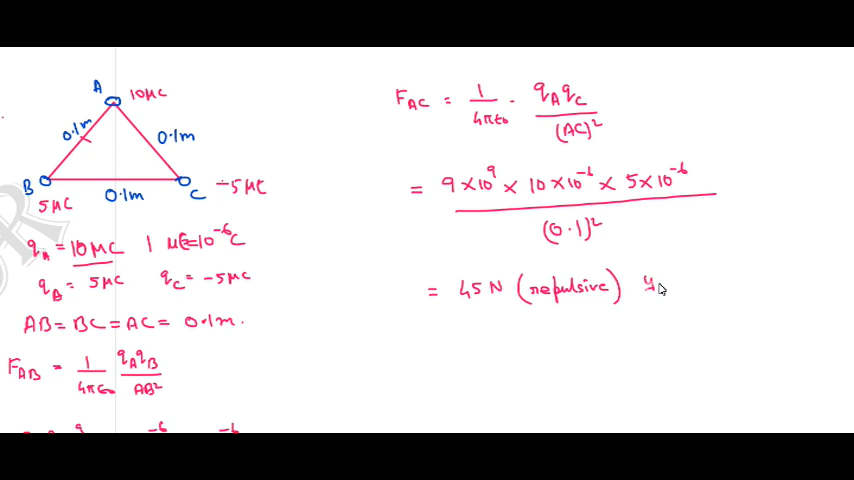 A 10μC
0.1m 0.1m
B 0.1m C -5μC
5μC
q_A = 10μC 1 μC=10^-6C
q_B = 5μC q_C = -5μC
AB = BC = AC = 0.1m.
F_AB = 1/4πϵ₀ q_A q_B/AB²
F_AC = 1/4πϵ₀ . q_A q_C/(AC)²
= 9×10^9 × 10×10^-6 × 5×10^-6
(0.1)²
= 45 N (repulsive)